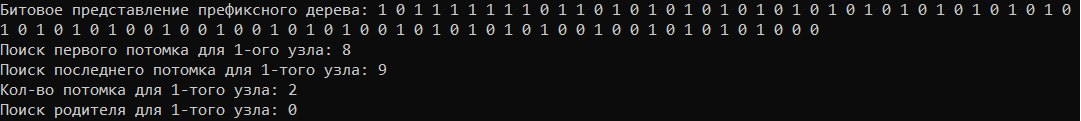 Битовое представление префиксного дерева: 1 0 1 1 1 1 1 1 1 1 0 1 1 0 1 0 1 0 1 0 1 0 1 0 1 0 1 0 1 0 1 0 1 0 1 0 1 0 1 0 1 0 1 0
1 0 1 0 1 0 1 0 0 1 0 0 1 0 0 1 0 1 0 1 0 0 1 0 1 0 1 0 1 0 1 0 0 1 0 0 1 0 1 0 1 0 1 0 0 0
Поиск первого потомка для 1-ого узла: 8
Поиск последнего потомка для 1-того узла: 9
Кол-во потомка для 1-того узла: 2
Поиск родителя для 1-того узла: 0